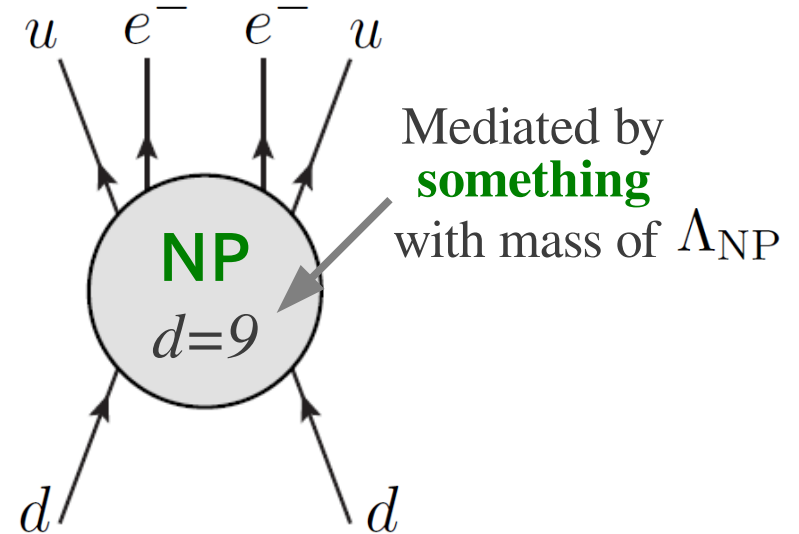 u e⁻ e⁻ u
Mediated by
something
with mass of Λ_NP
NP
d=9
d d